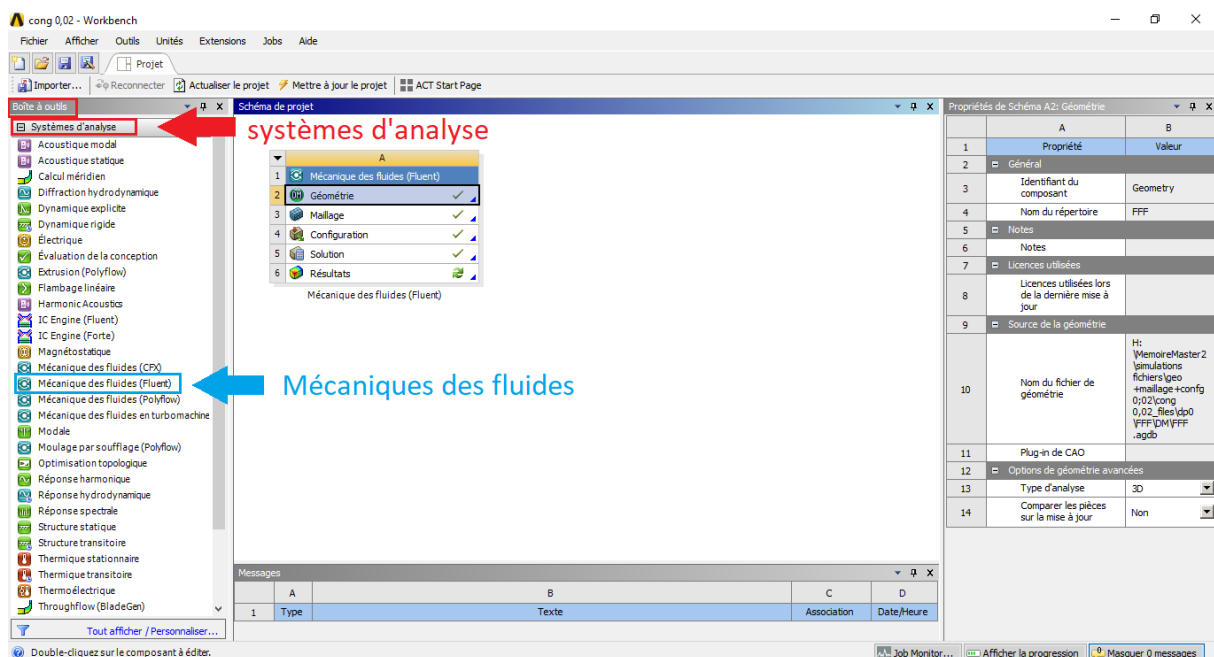 cong 0,02 - Workbench
Fichier Afficher Outils Unités Extensions Jobs Aide
Projet
Importer... Reconnecter Actualiser le projet Mettre à jour le projet ACT Start Page
Boîte à outils
Systèmes d'analyse
Acoustique modal
Acoustique statique
Calcul méridien
Diffraction hydrodynamique
Dynamique explicite
Dynamique rigide
Électrique
Évaluation de la conception
Extrusion (Polyflow)
Flambage linéaire
Harmonic Acoustics
IC Engine (Fluent)
IC Engine (Forte)
Magnétostatique
Mécanique des fluides (CFX)
Mécanique des fluides (Fluent)
Mécanique des fluides (Polyflow)
Mécanique des fluides en turbomachine
Modale
Moulage par soufflage (Polyflow)
Optimisation topologique
Réponse harmonique
Réponse hydrodynamique
Réponse spectrale
Structure statique
Structure transitoire
Thermique stationnaire
Thermique transitoire
Thermoélectrique
Throughflow (BladeGen)
Tout afficher / Personnaliser...
Schéma de projet
systèmes d'analyse
A
1 Mécanique des fluides (Fluent)
2 Géométrie
3 Maillage
4 Configuration
5 Solution
6 Résultats
Mécanique des fluides (Fluent)
Mécaniques des fluides
Messages
A B C D
1 Type Texte Association Date/Heure
Propriétés de Schéma A2: Géométrie
A B
1 Propriété Valeur
2 Général
3 Identifiant du
composant Geometry
4 Nom du répertoire FFF
5 Notes
6 Notes
7 Licences utilisées
8 Licences utilisées lors
de la dernière mise à
jour
9 Source de la géométrie
10 Nom du fichier de
géométrie
H:
\MemoireMaster2
\simulations
fichiers\geo
+maillage+confg
0;02\cong
0,02_files\dp0
\FFF\DM\FFF
.agdb
11 Plug-in de CAO
12 Options de géométrie avancées
13 Type d'analyse 3D
14 Comparer les pièces
sur la mise à jour Non
Double-cliquez sur le composant à éditer.
Job Monitor... Afficher la progression Masquer 0 messages